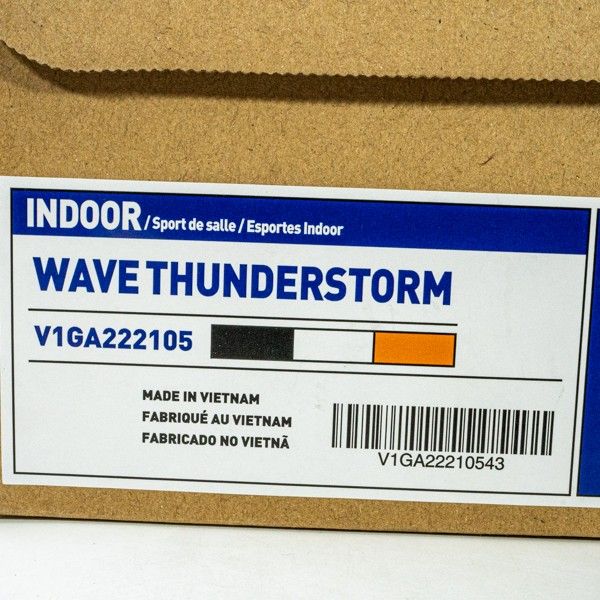 INDOOR / Sport de salle / Esportes Indoor
WAVE THUNDERSTORM
V1GA222105
MADE IN VIETNAM
FABRIQUÉ AU VIETNAM
FABRICADO NO VIETNÃ
V1GA22210543